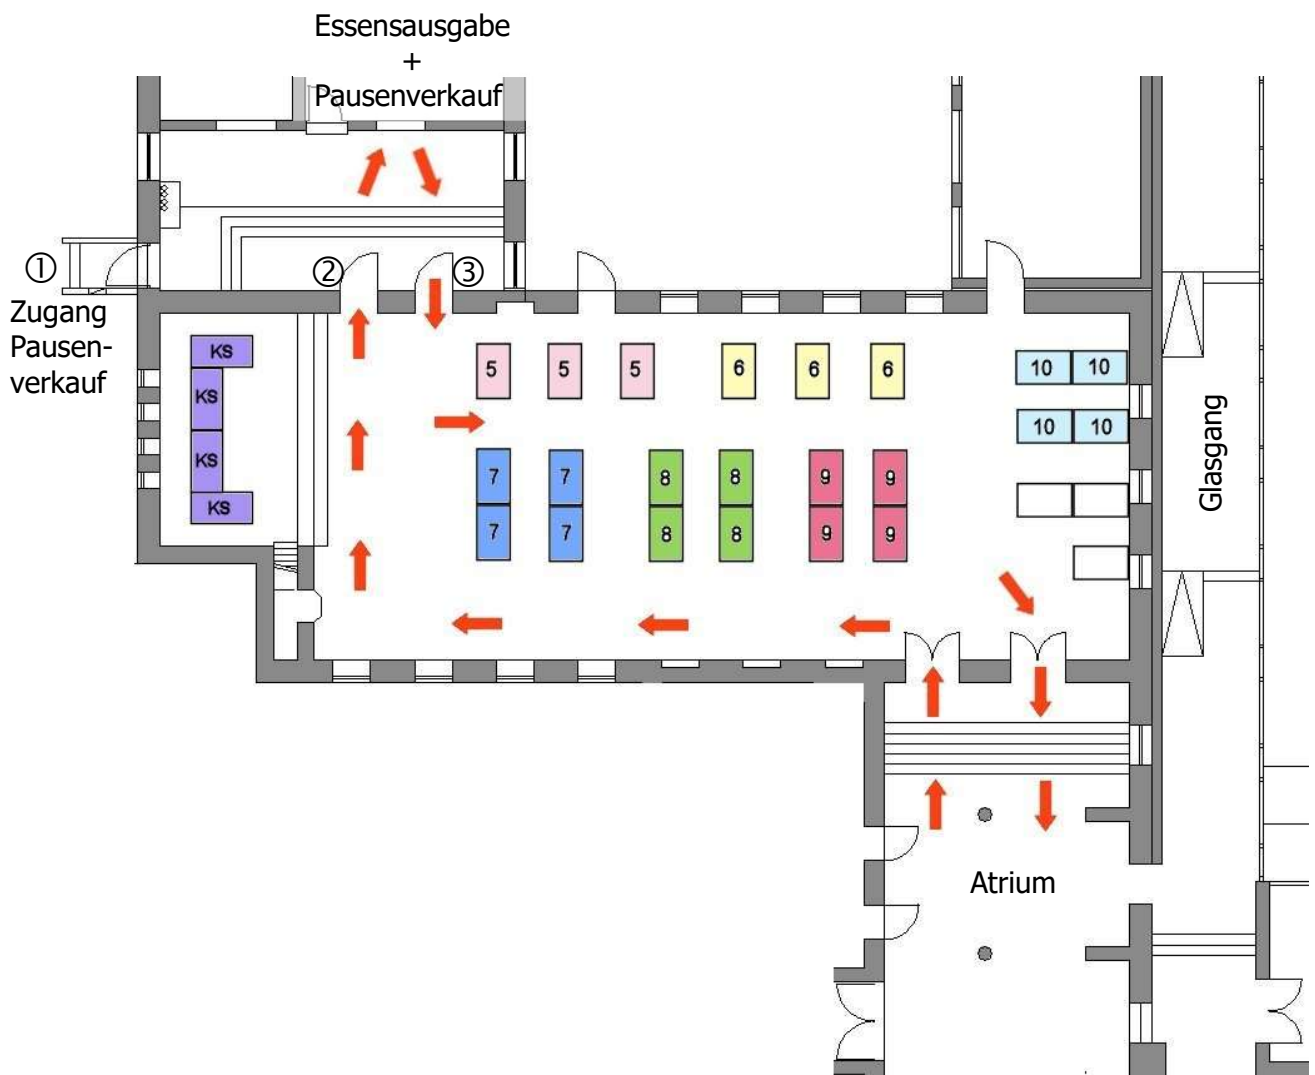 Essensausgabe
+
Pausenverkauf
①
Zugang
Pausen-
verkauf
② ③
KS
KS
KS
KS
5 5 5 6 6 6
10 10
10 10
7 7 8 8 9 9
7 7 8 8 9 9
Glasgang
Atrium